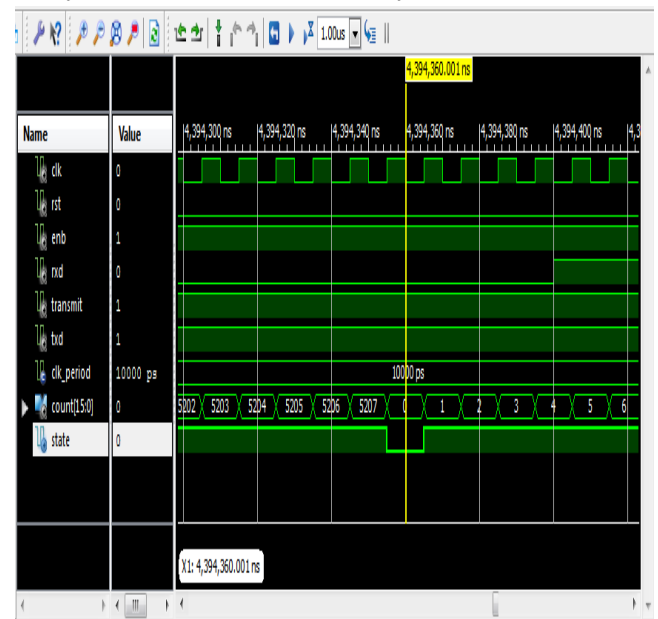 1.00us
4,394,360.001 ns
Name Value 4,394,300 ns 4,394,320 ns 4,394,340 ns 4,394,360 ns 4,394,380 ns 4,394,400 ns 4,3
clk 0
rst 0
enb 1
rxd 0
transmit 1
txd 1
clk_period 10000 ps 10000 ps
count[15:0] 0 5202 5203 5204 5205 5206 5207 0 1 2 3 4 5 6
state 0
X1: 4,394,360.001 ns